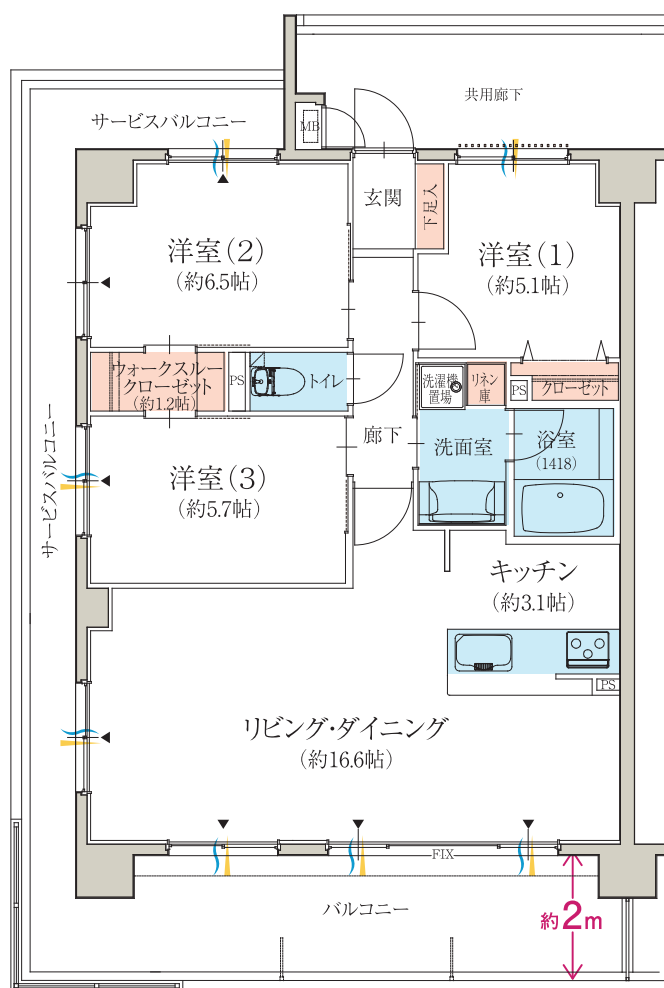 共用廊下
サービスバルコニー
MB
玄関
下足入
洋室(2)
(約6.5帖)
洋室(1)
(約5.1帖)
ウォークスルー
クローゼット
(約1.2帖)
PS
トイレ
洗濯機
置場
リネン
庫
PS
クローゼット
廊下
洗面室
浴室
(1418)
洋室(3)
(約5.7帖)
サービスバルコニー
キッチン
(約3.1帖)
PS
リビング・ダイニング
(約16.6帖)
FIX
バルコニー
約2m